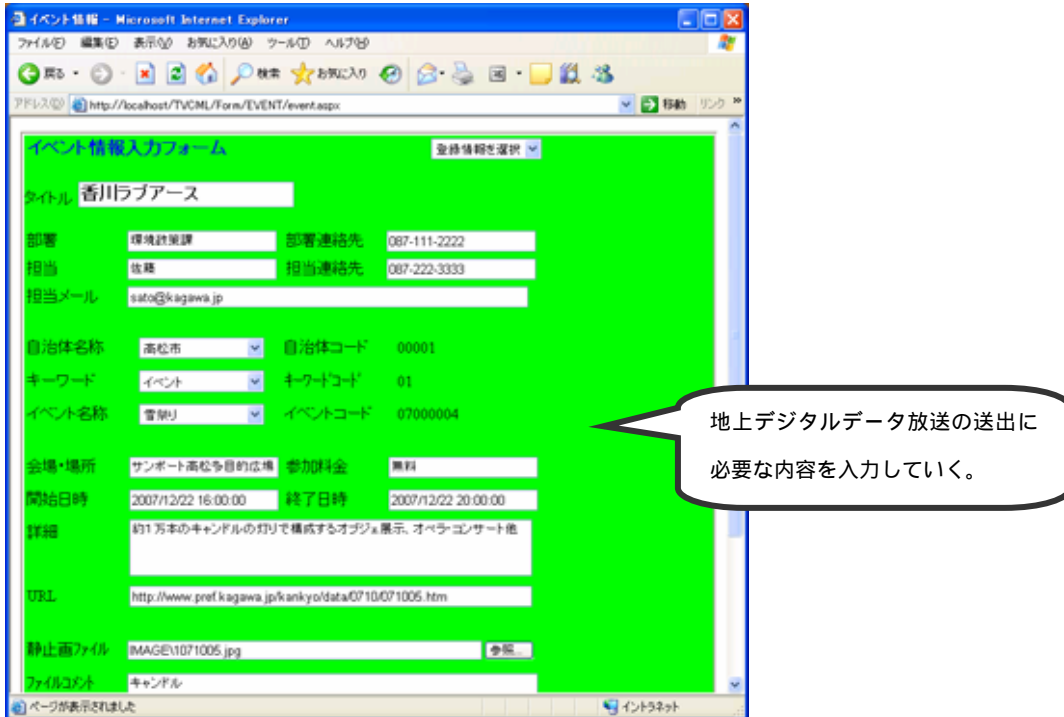 イベント情報 - Microsoft Internet Explorer
ファイル(F) 編集(E) 表示(V) お気に入り(A) ツール(T) ヘルプ(H)
戻る 検索 お気に入り
アドレス(D) http://localhost/TVCML/Form/EVENT/event.aspx 移動 リンク »
イベント情報入力フォーム 登録情報を選択
タイトル 香川ラブアース
部署 環境政策課 部署連絡先 087-111-2222
担当 佐藤 担当連絡先 087-222-3333
担当メール sato@kagawa.jp
自治体名称 高松市 自治体コード 00001
キーワード イベント キーワードコード 01
イベント名称 雪祭り イベントコード 07000004
地上デジタルデータ放送の送出に
必要な内容を入力していく。
会場・場所 サンポート高松多目的広場 参加料金 無料
開始日時 2007/12/22 16:00:00 終了日時 2007/12/22 20:00:00
詳細 約1万本のキャンドルの灯りで構成するオブジェ展示、オペラ・コンサート他
URL http://www.pref.kagawa.jp/kankyo/data/0710/071005.htm
静止画ファイル IMAGE\1071005.jpg 参照...
ファイルコメント キャンドル
ページが表示されました イントラネット